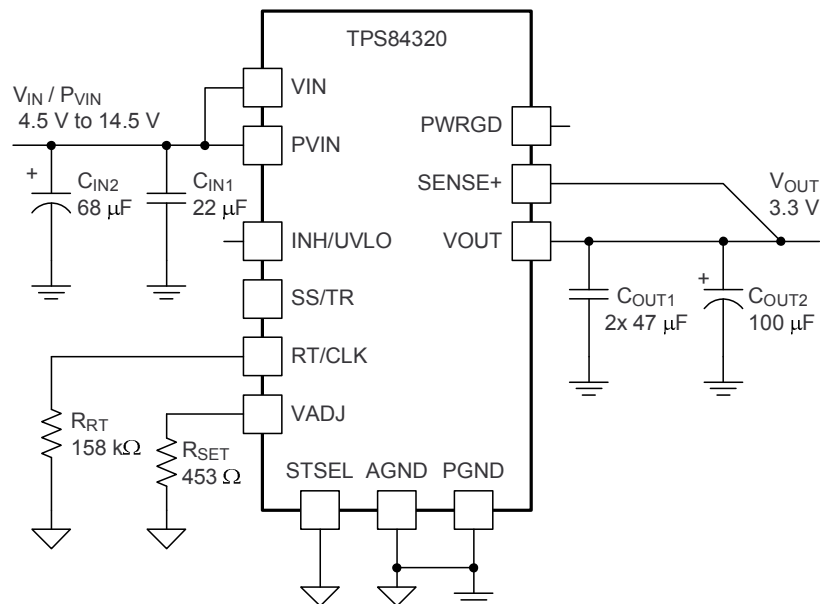 TPS84320
VIN
V_IN / P_VIN
4.5 V to 14.5 V
PWRGD
PVIN
+
C_IN2
68 μF
C_IN1
22 μF
SENSE+
V_OUT
3.3 V
INH/UVLO
VOUT
SS/TR
C_OUT1
2x 47 μF
+
C_OUT2
100 μF
RT/CLK
R_RT
158 kΩ
VADJ
R_SET
453 Ω
STSEL AGND PGND